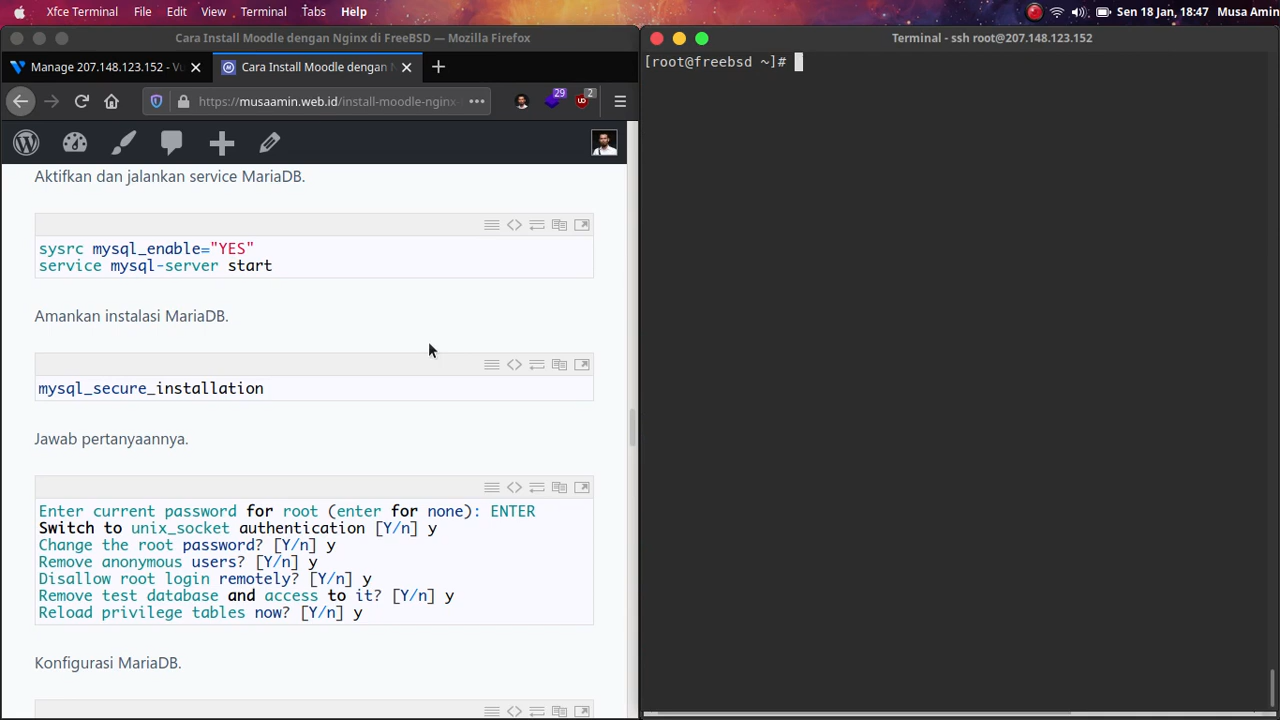 Xfce Terminal File Edit View Terminal Tabs Help
Sen 18 Jan, 18:47 Musa Amin
Cara Install Moodle dengan Nginx di FreeBSD — Mozilla Firefox
Manage 207.148.123.152 - Vu
Cara Install Moodle dengan N
https://musaamin.web.id/install-moodle-nginx-
29
2
Aktifkan dan jalankan service MariaDB.
sysrc mysql_enable="YES"
service mysql-server start
Amankan instalasi MariaDB.
mysql_secure_installation
Jawab pertanyaannya.
Enter current password for root (enter for none): ENTER
Switch to unix_socket authentication [Y/n] y
Change the root password? [Y/n] y
Remove anonymous users? [Y/n] y
Disallow root login remotely? [Y/n] y
Remove test database and access to it? [Y/n] y
Reload privilege tables now? [Y/n] y
Konfigurasi MariaDB.
Terminal - ssh root@207.148.123.152
[root@freebsd ~]#